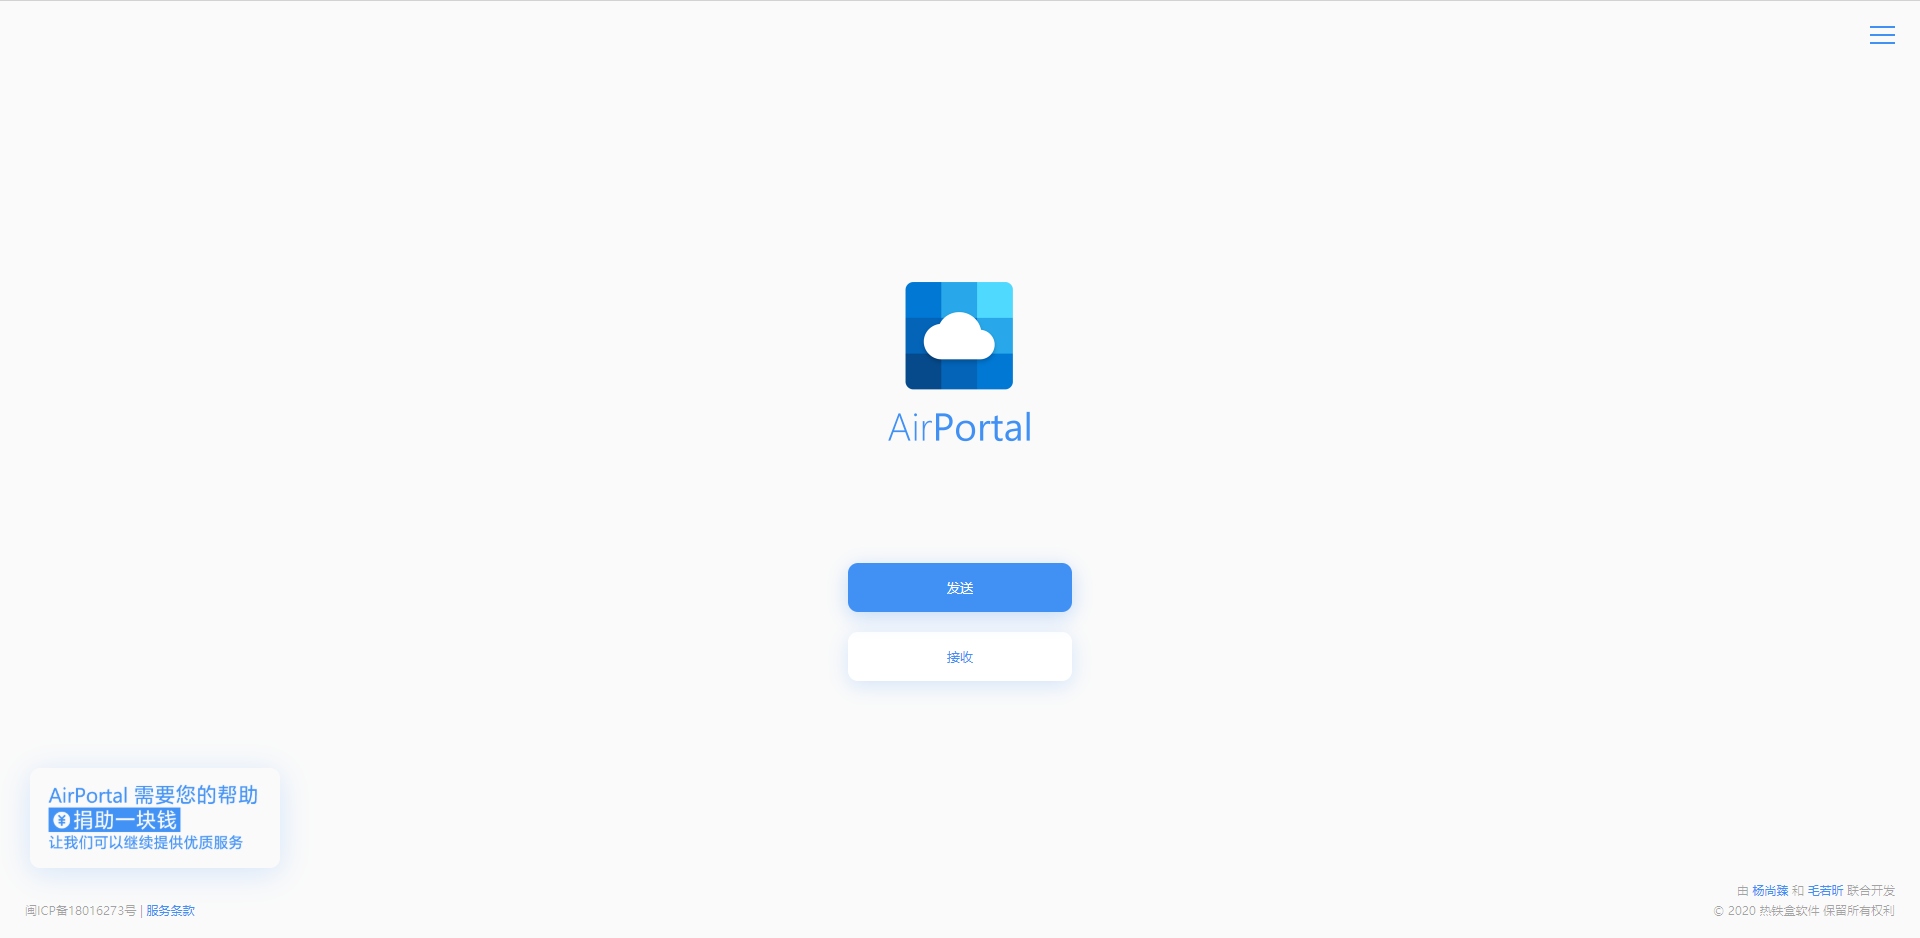 AirPortal
发送
接收
AirPortal 需要您的帮助
¥捐助一块钱
让我们可以继续提供优质服务
闽ICP备18016273号 | 服务条款
由 杨尚臻 和 毛若昕 联合开发
© 2020 热铁盒软件 保留所有权利